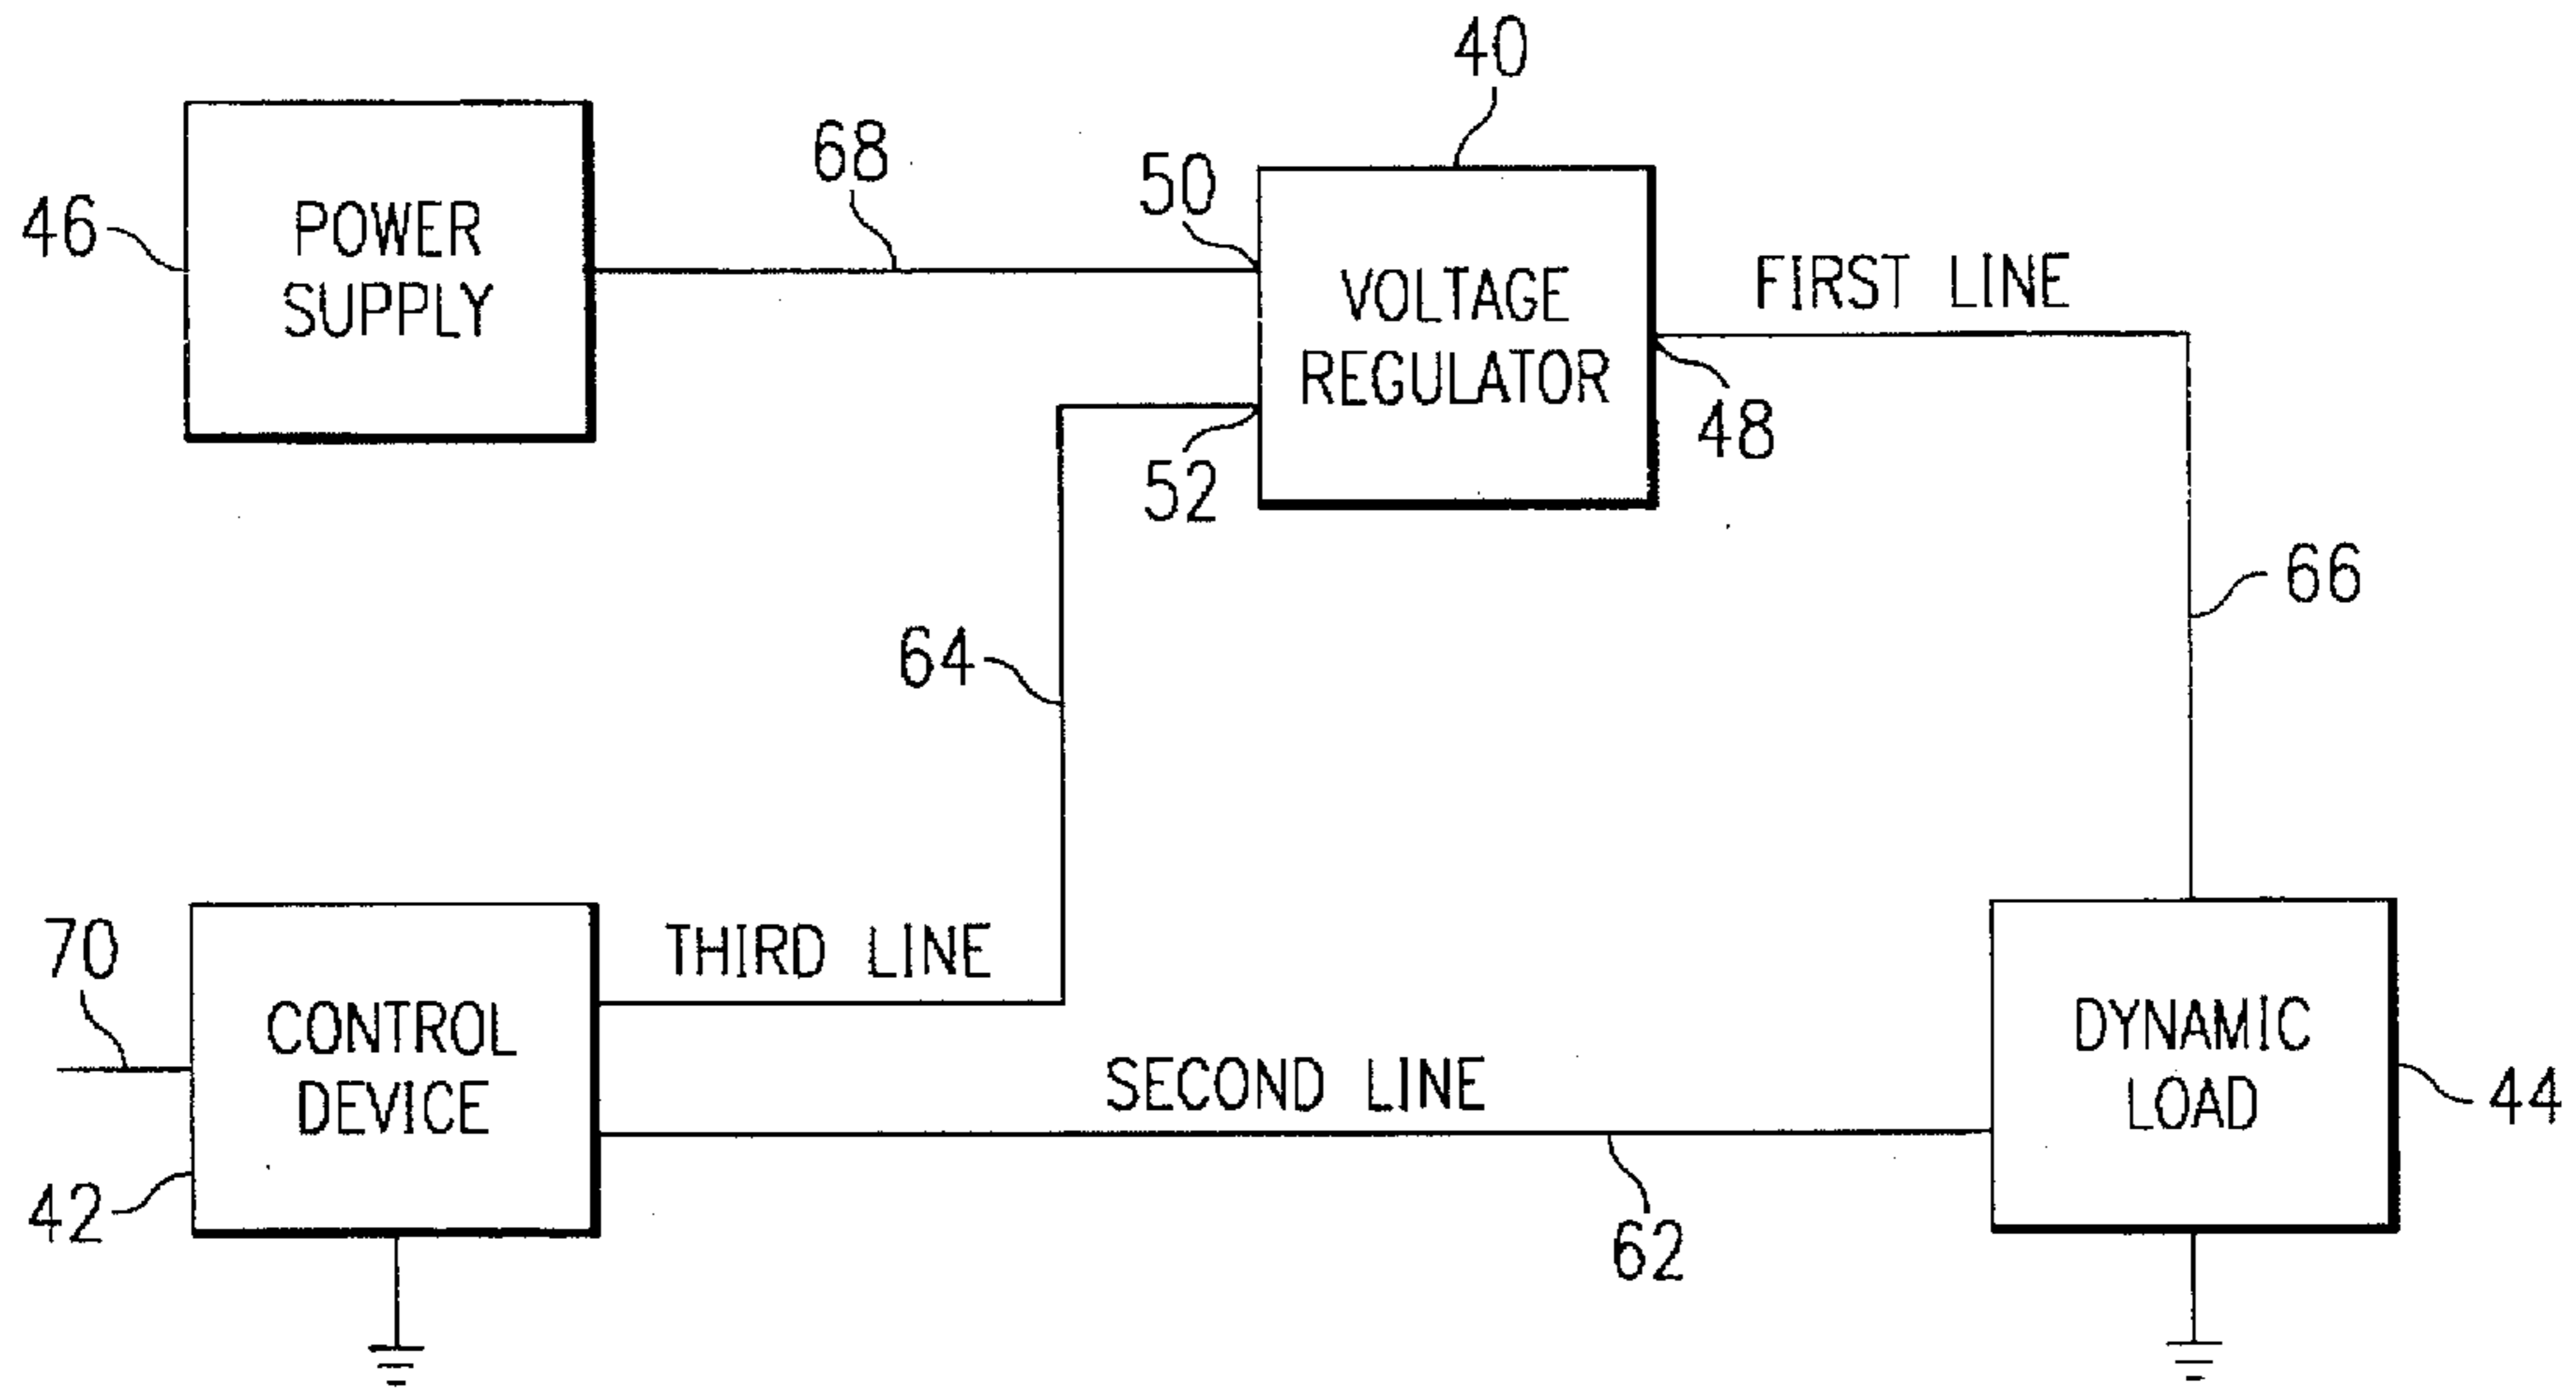 40
68
50
46
POWER
SUPPLY
VOLTAGE
REGULATOR
FIRST LINE
48
52
66
64
70
THIRD LINE
CONTROL
DEVICE
SECOND LINE
DYNAMIC
LOAD
44
42
62